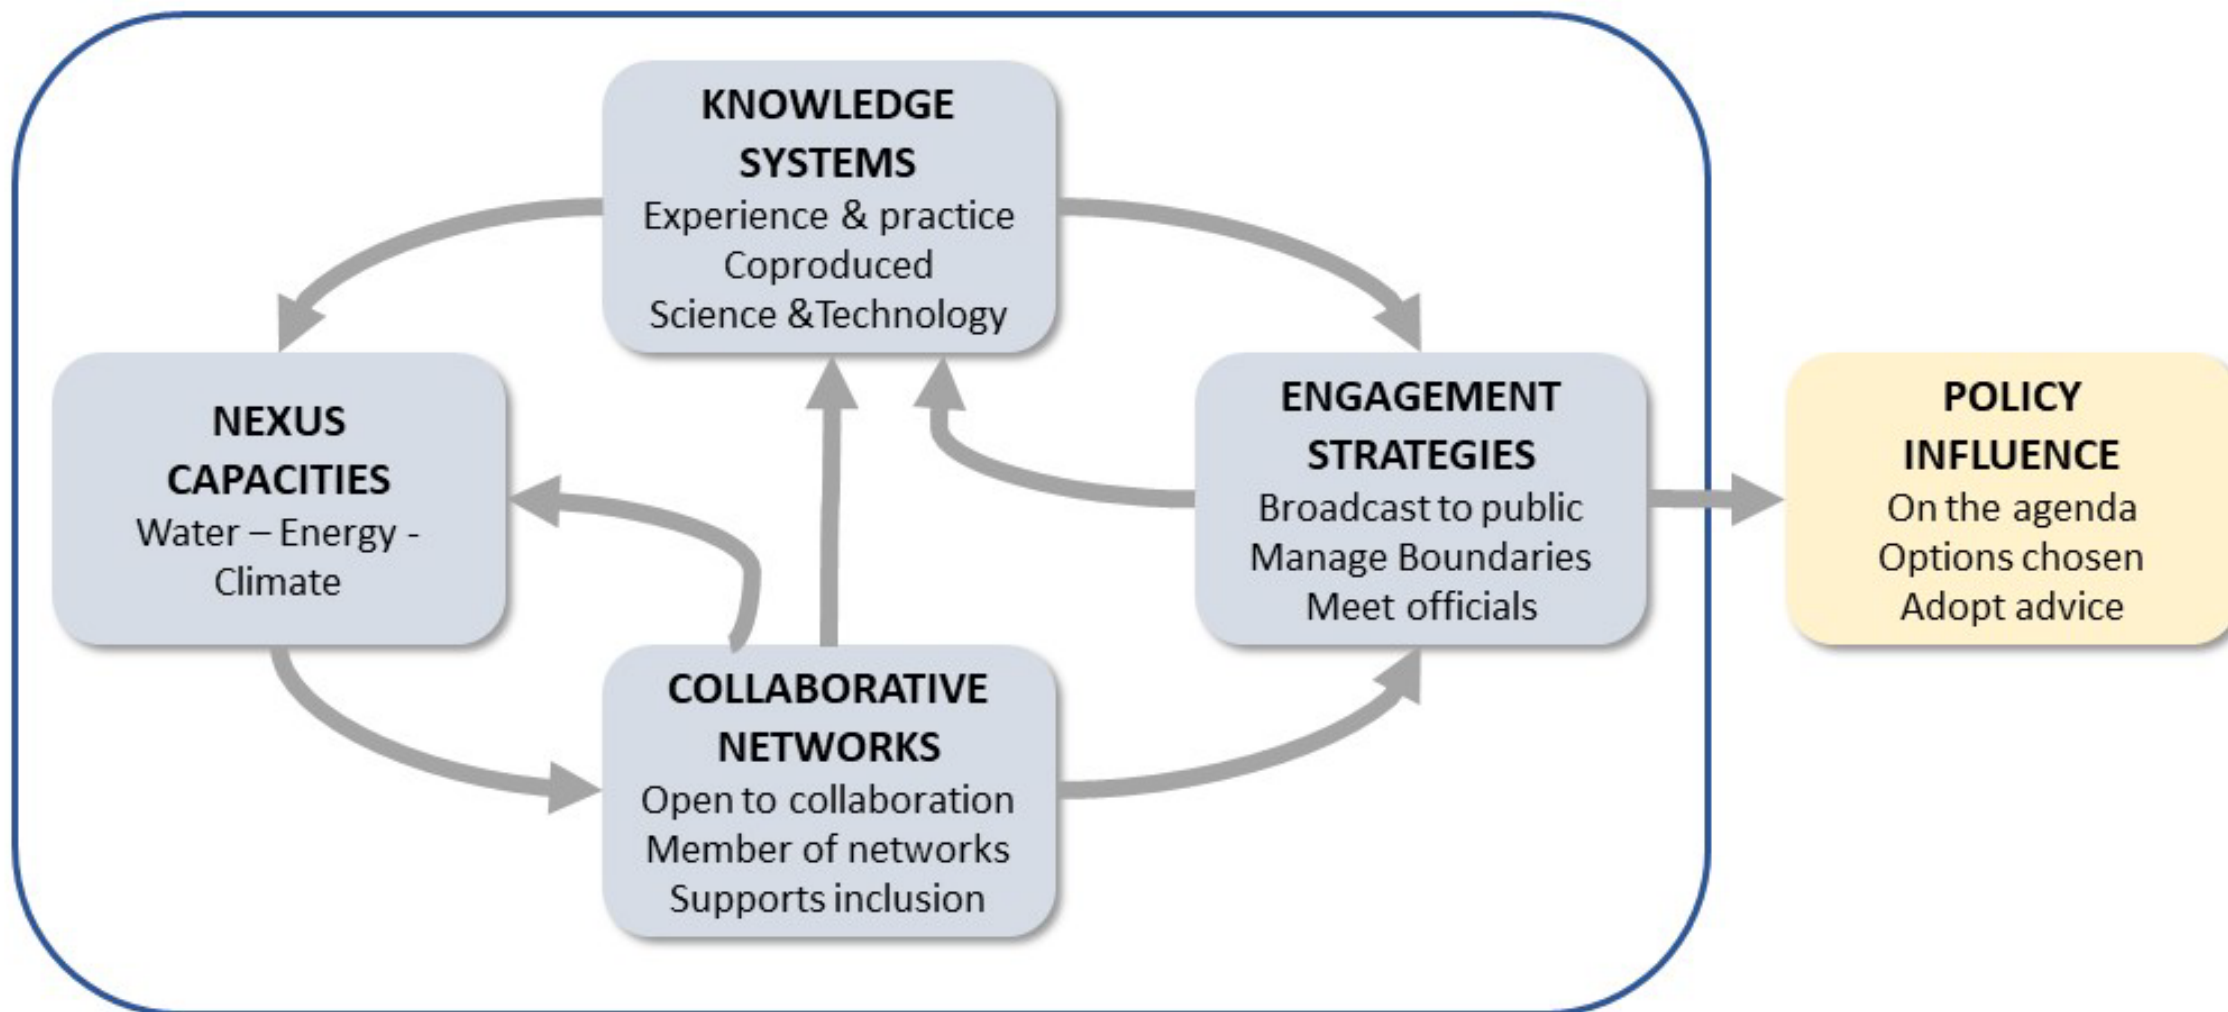 KNOWLEDGE
SYSTEMS
Experience & practice
Coproduced
Science &Technology
NEXUS
CAPACITIES
Water – Energy -
Climate
COLLABORATIVE
NETWORKS
Open to collaboration
Member of networks
Supports inclusion
ENGAGEMENT
STRATEGIES
Broadcast to public
Manage Boundaries
Meet officials
POLICY
INFLUENCE
On the agenda
Options chosen
Adopt advice